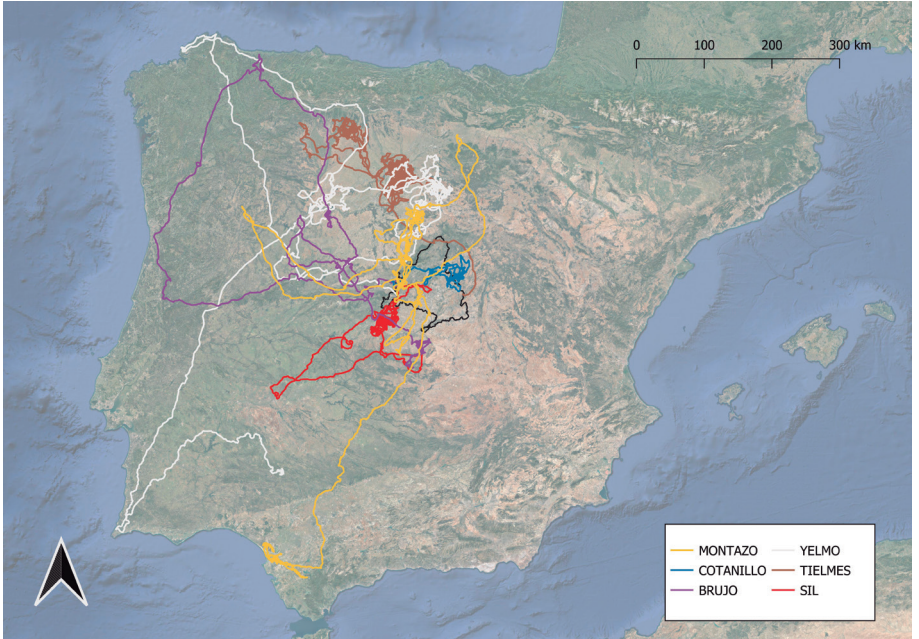 0 100 200 300 km
MONTAZO YELMO
COTANILLO TIELMES
BRUJO SIL